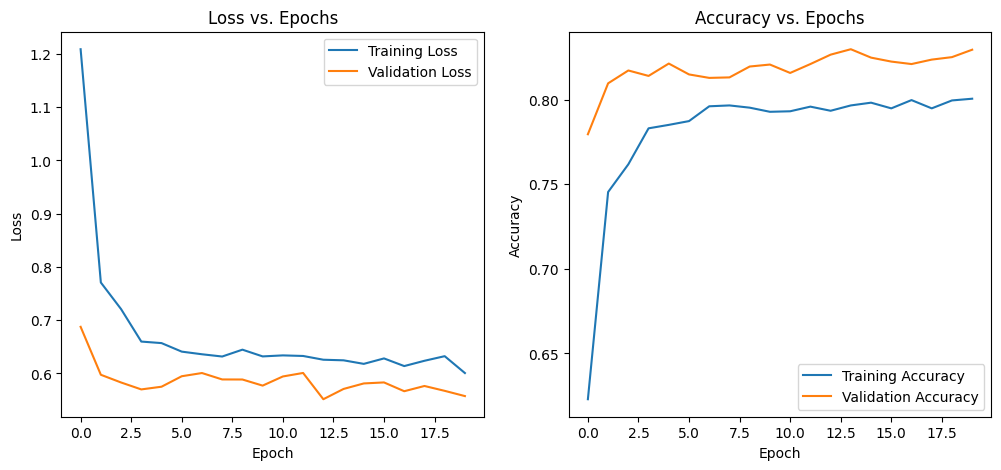 Loss vs. Epochs
Training Loss
Validation Loss
1.2
1.1
1.0
0.9
0.8
0.7
0.6
Loss
0.0 2.5 5.0 7.5 10.0 12.5 15.0 17.5
Epoch
Accuracy vs. Epochs
0.80
0.75
0.70
0.65
Accuracy
Training Accuracy
Validation Accuracy
0.0 2.5 5.0 7.5 10.0 12.5 15.0 17.5
Epoch